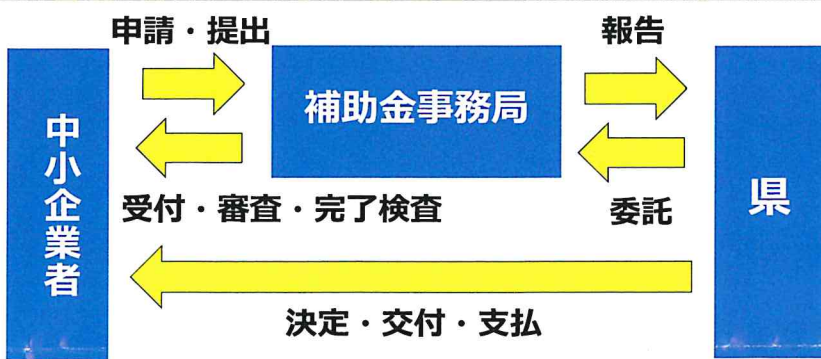 申請・提出
報告
補助金事務局
中小企業者
県
受付・審査・完了検査
委託
決定・交付・支払